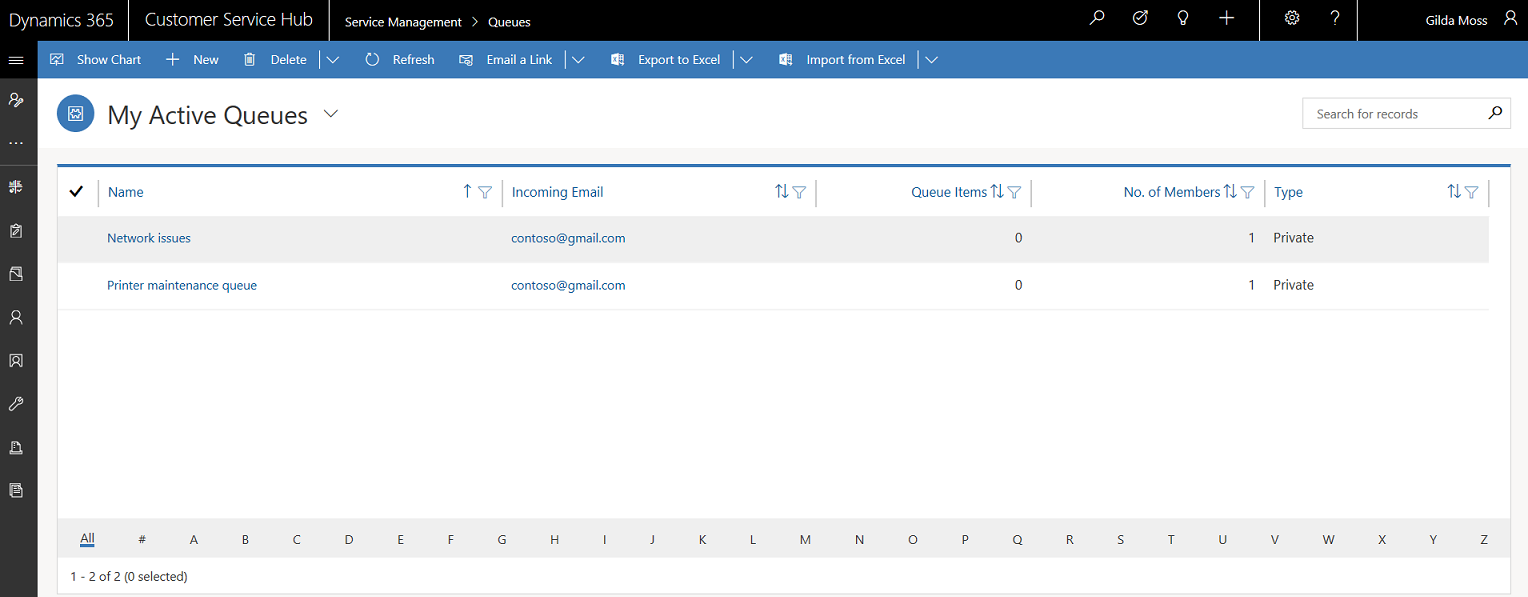 Dynamics 365 Customer Service Hub Service Management > Queues ? Gilda Moss
Show Chart + New Delete Refresh Email a Link Export to Excel Import from Excel
My Active Queues Search for records
Name Incoming Email Queue Items No. of Members Type
Network issues contoso@gmail.com 0 1 Private
Printer maintenance queue contoso@gmail.com 0 1 Private
All # A B C D E F G H I J K L M N O P Q R S T U V W X Y Z
1 - 2 of 2 (0 selected)